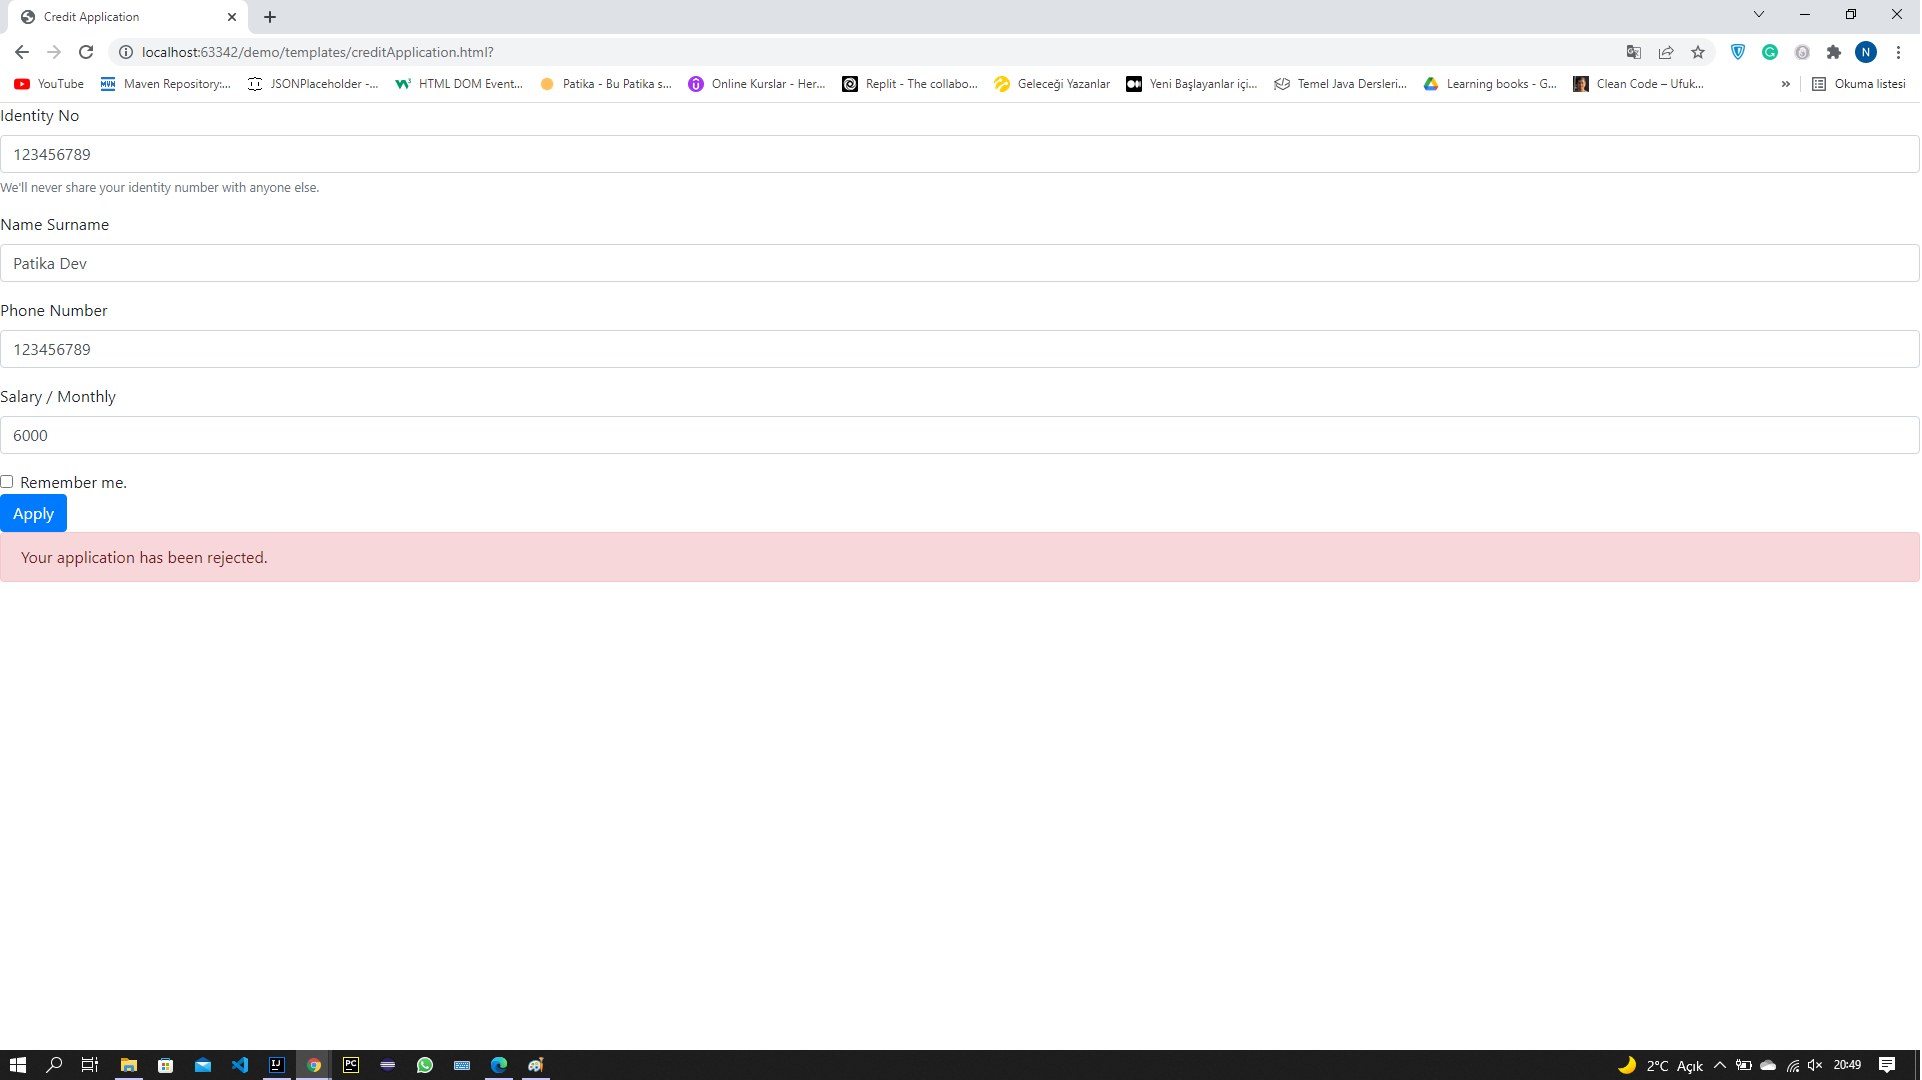 Credit Application
localhost:63342/demo/templates/creditApplication.html?
N
YouTube
MVN Maven Repository:...
JSONPlaceholder -...
HTML DOM Event...
Patika - Bu Patika s...
Online Kurslar - Her...
Replit - The collabo...
Geleceği Yazanlar
Yeni Başlayanlar içi...
Temel Java Dersleri...
Learning books - G...
Clean Code – Ufuk...
»
Okuma listesi
Identity No
123456789
We'll never share your identity number with anyone else.
Name Surname
Patika Dev
Phone Number
123456789
Salary / Monthly
6000
Remember me.
Apply
Your application has been rejected.
IJ
PC
2°C Açık
20:49